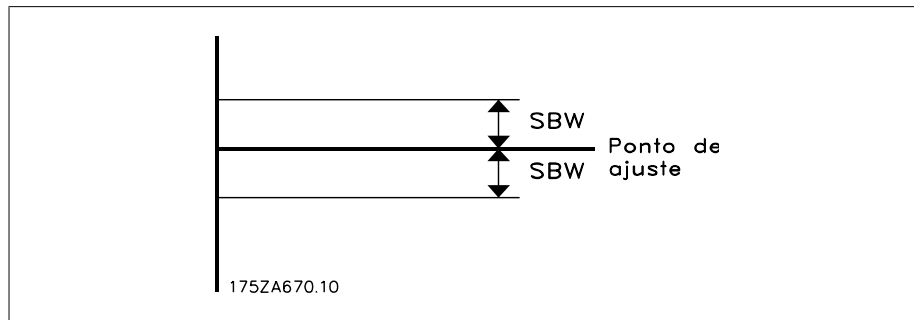 SBW
SBW
Ponto de
ajuste
175ZA670.10